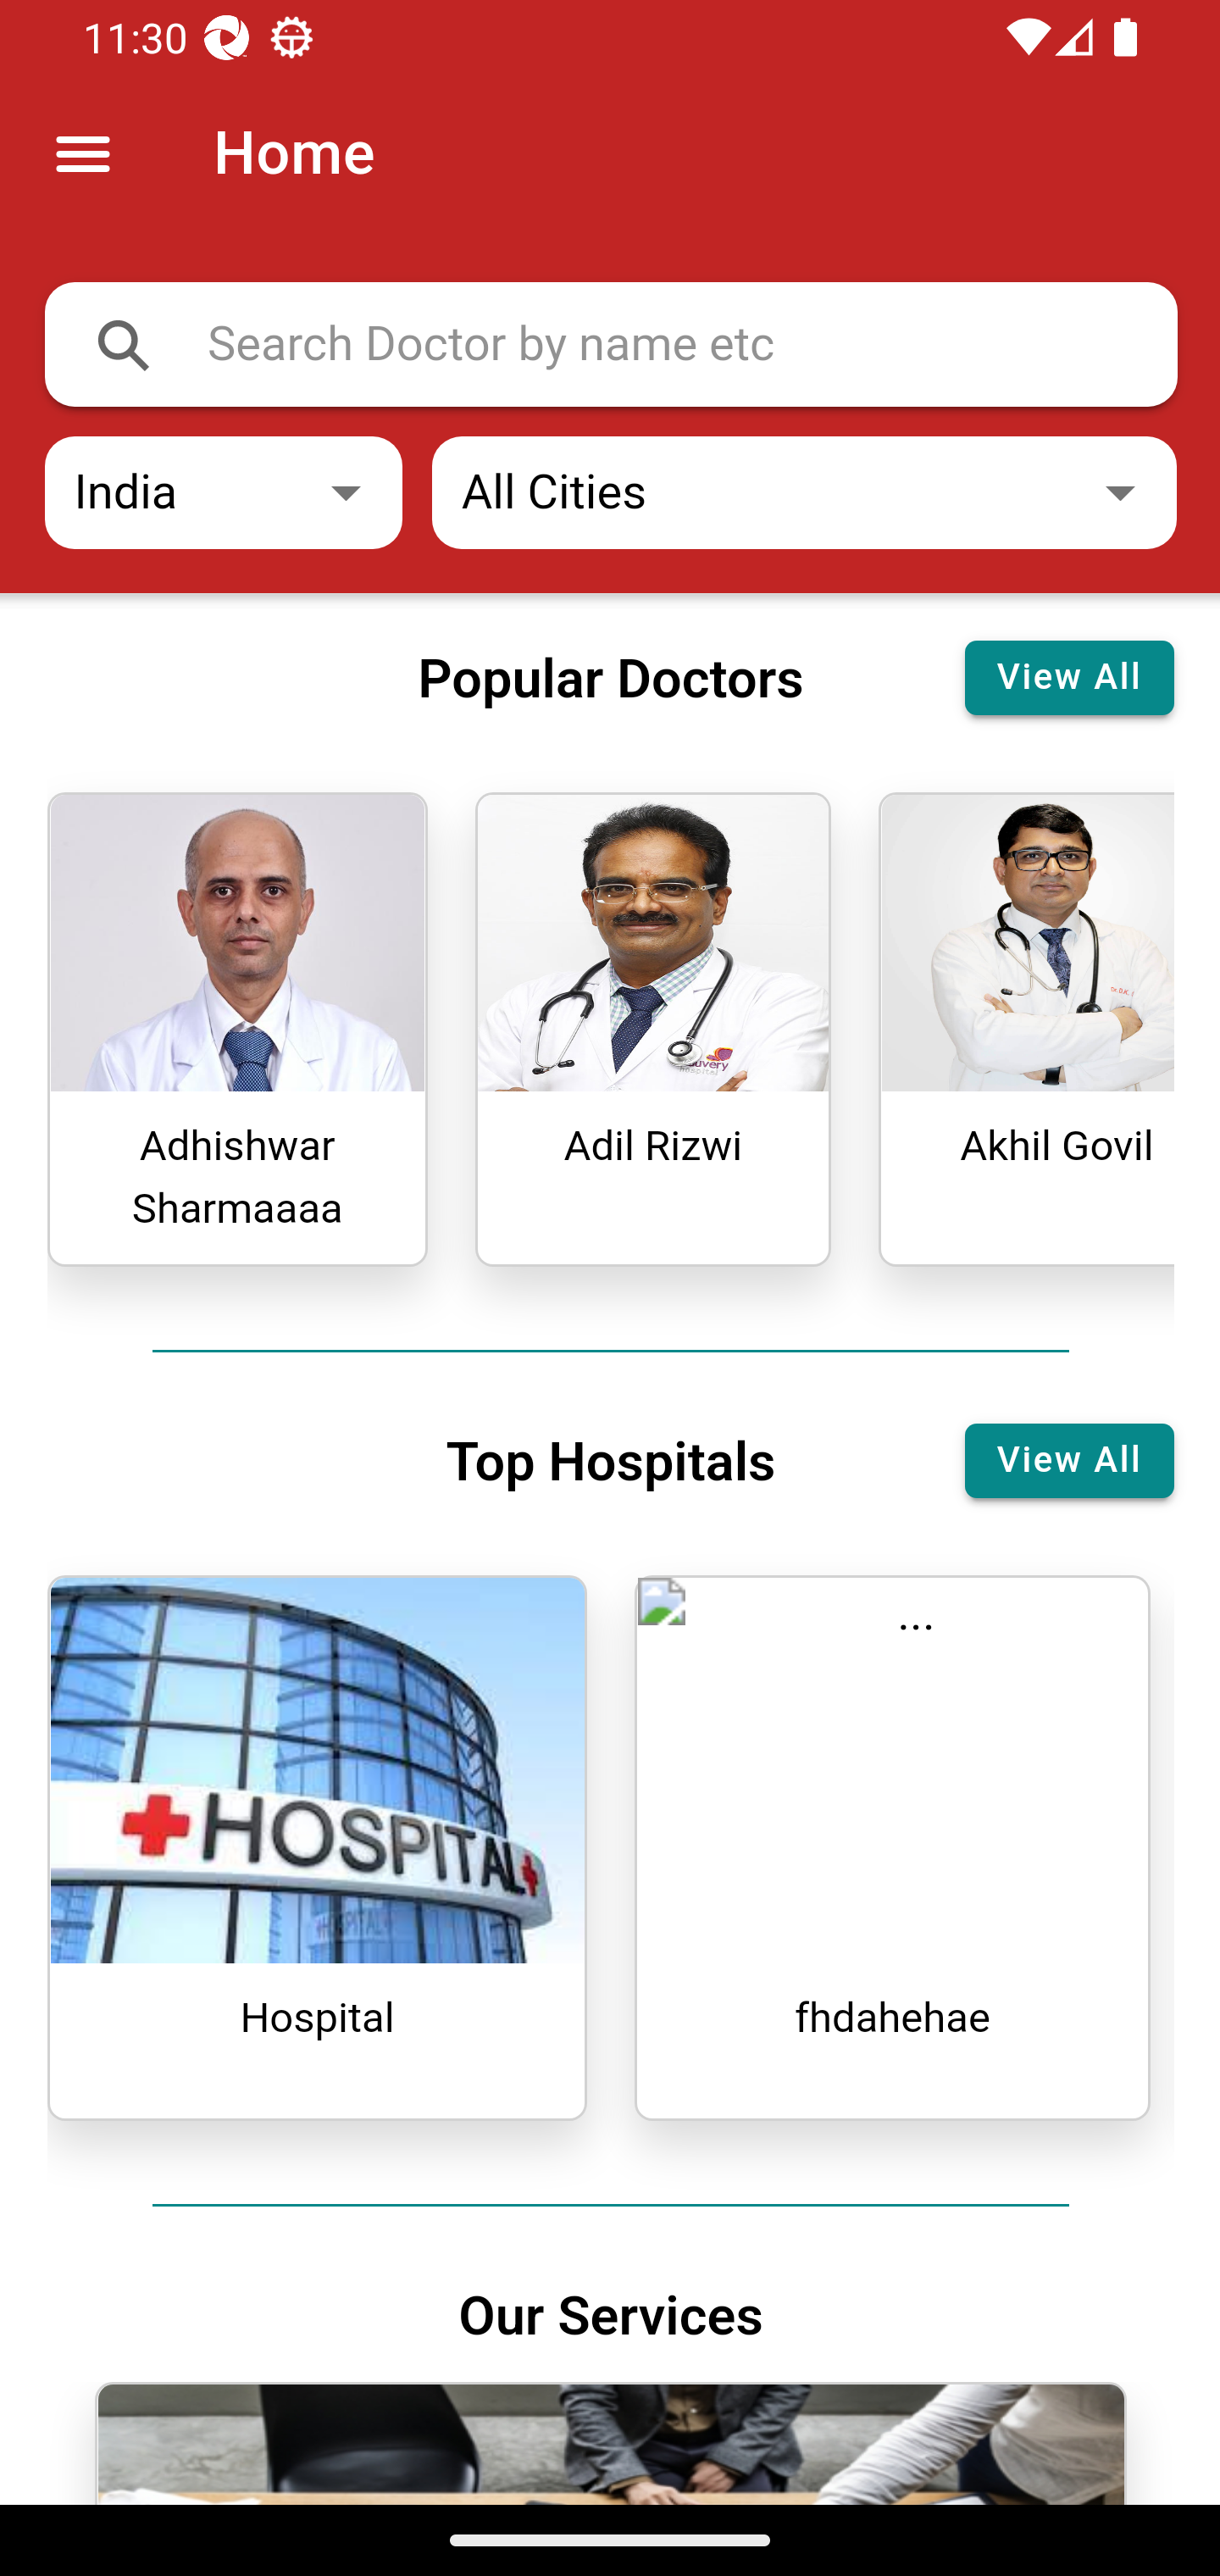 11:30
Home
Search Doctor by name etc
India
All Cities
Popular Doctors
View All
Adhishwar
Sharmaaaa
Adil Rizwi
Akhil Govil
Top Hospitals
View All
HOSPITAL
...
Hospital
fhdahehae
Our Services